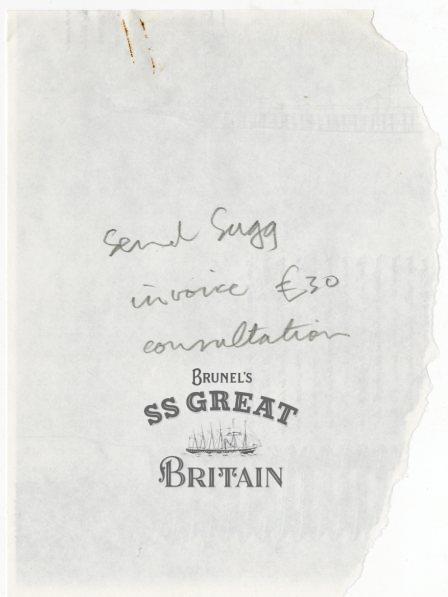 Send Sugg
invoice £30
consultation
BRUNEL'S
SS GREAT
BRITAIN